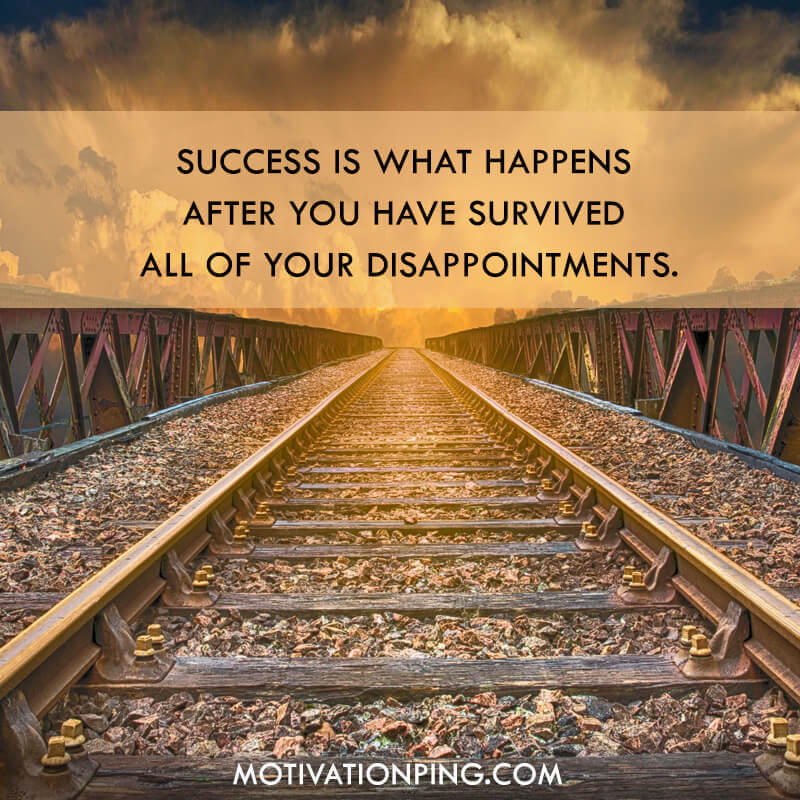 SUCCESS IS WHAT HAPPENS
AFTER YOU HAVE SURVIVED
ALL OF YOUR DISAPPOINTMENTS.
MOTIVATIONPING.COM